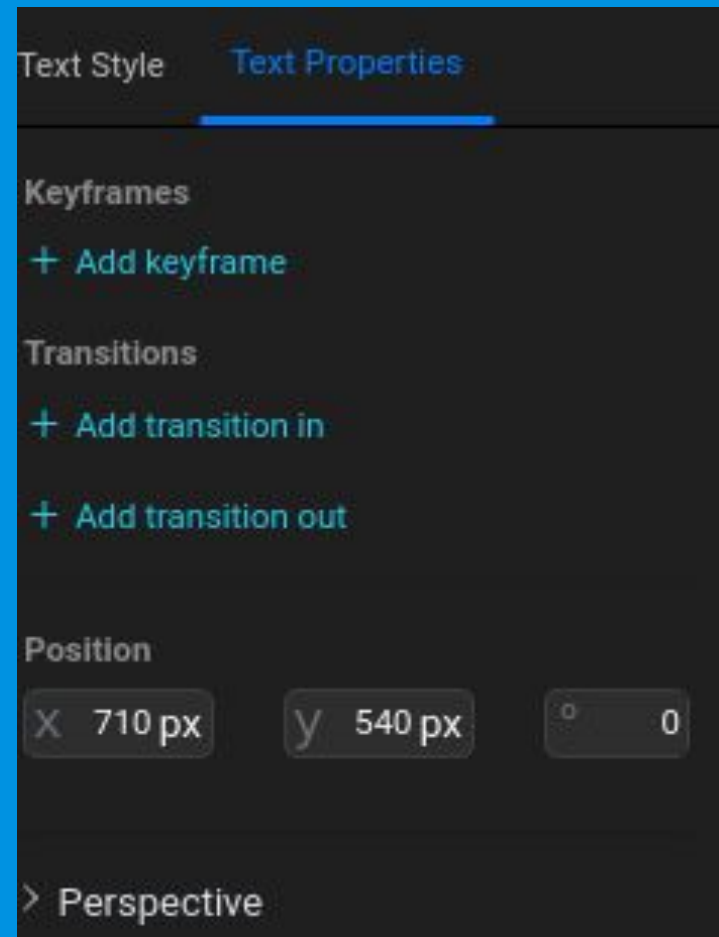 Text Style Text Properties
Keyframes
+ Add keyframe
Transitions
+ Add transition in
+ Add transition out
Position
X 710 px y 540 px ° 0
> Perspective